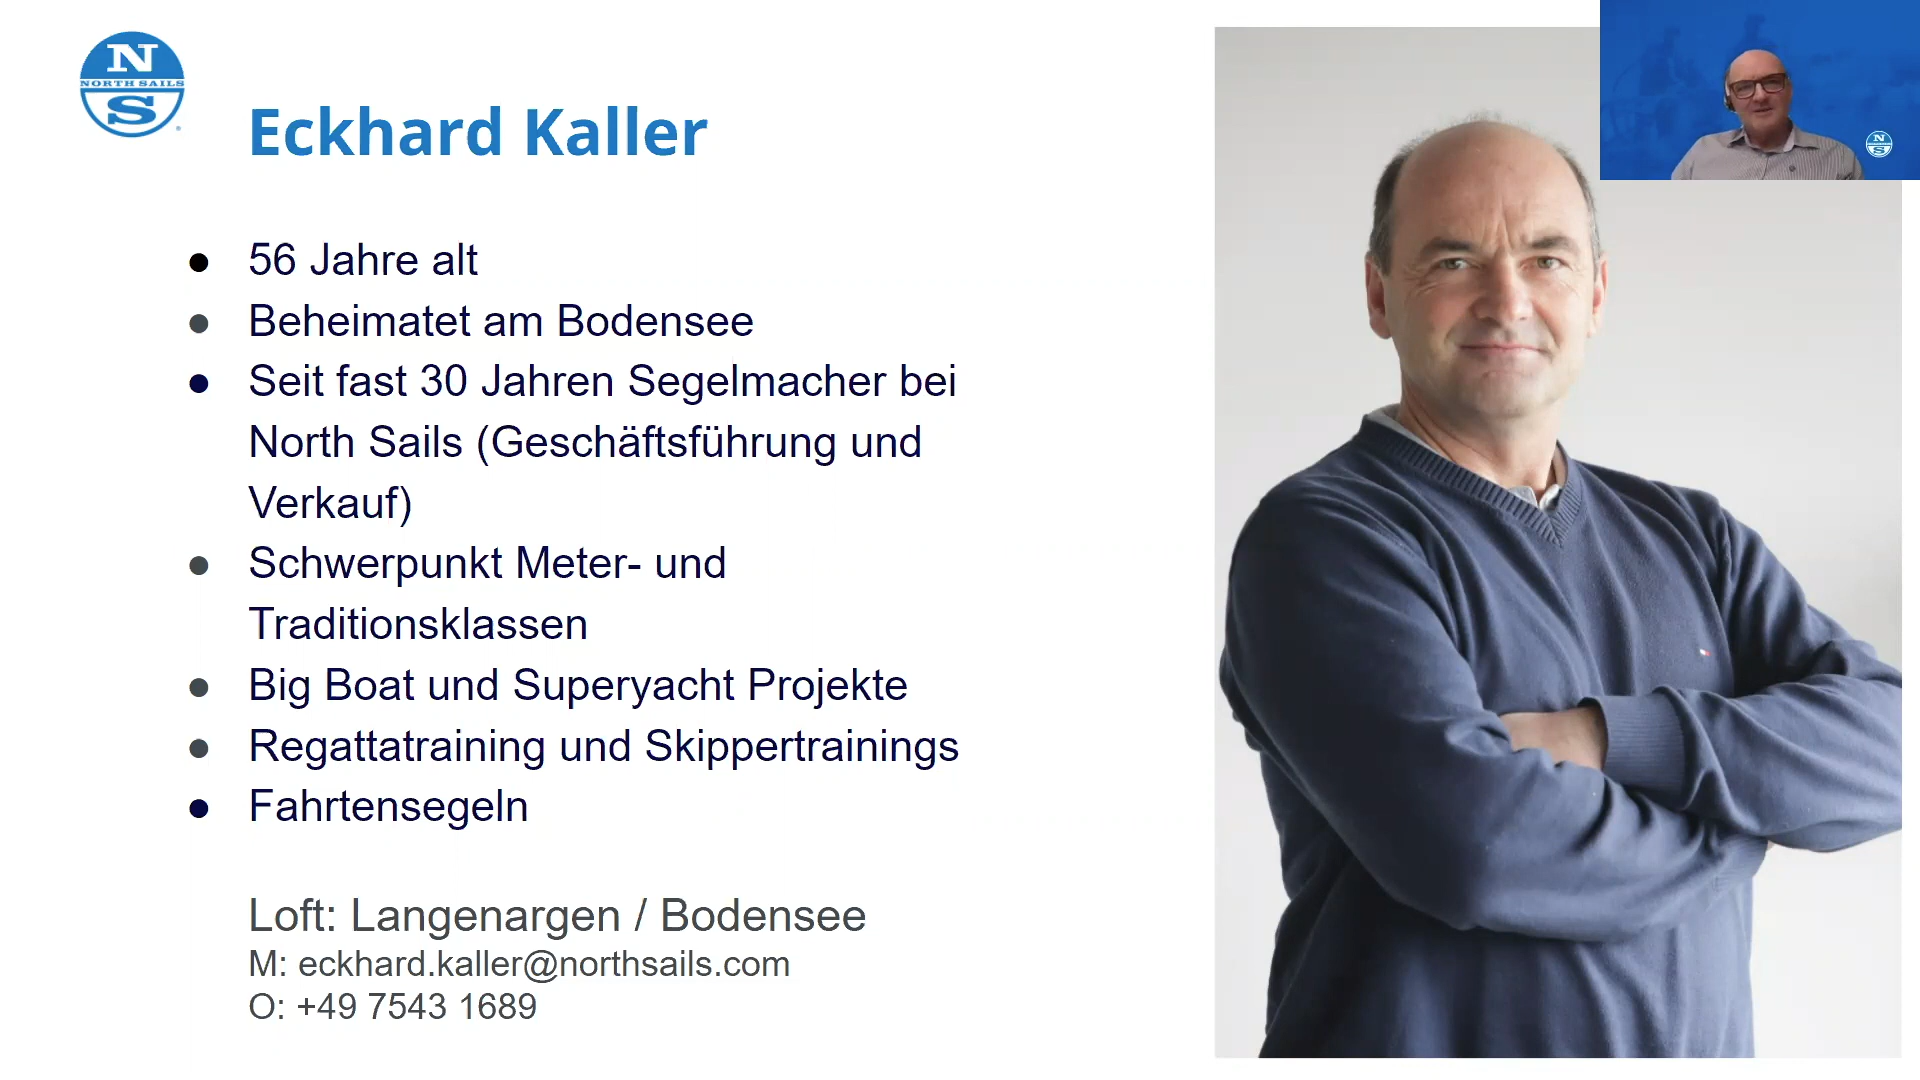 N
NORTH SAILS
S
Eckhard Kaller
● 56 Jahre alt
● Beheimatet am Bodensee
● Seit fast 30 Jahren Segelmacher bei
North Sails (Geschäftsführung und
Verkauf)
● Schwerpunkt Meter- und
Traditionsklassen
● Big Boat und Superyacht Projekte
● Regattatraining und Skippertrainings
● Fahrtensegeln
Loft: Langenargen / Bodensee
M: eckhard.kaller@northsails.com
O: +49 7543 1689
N
S